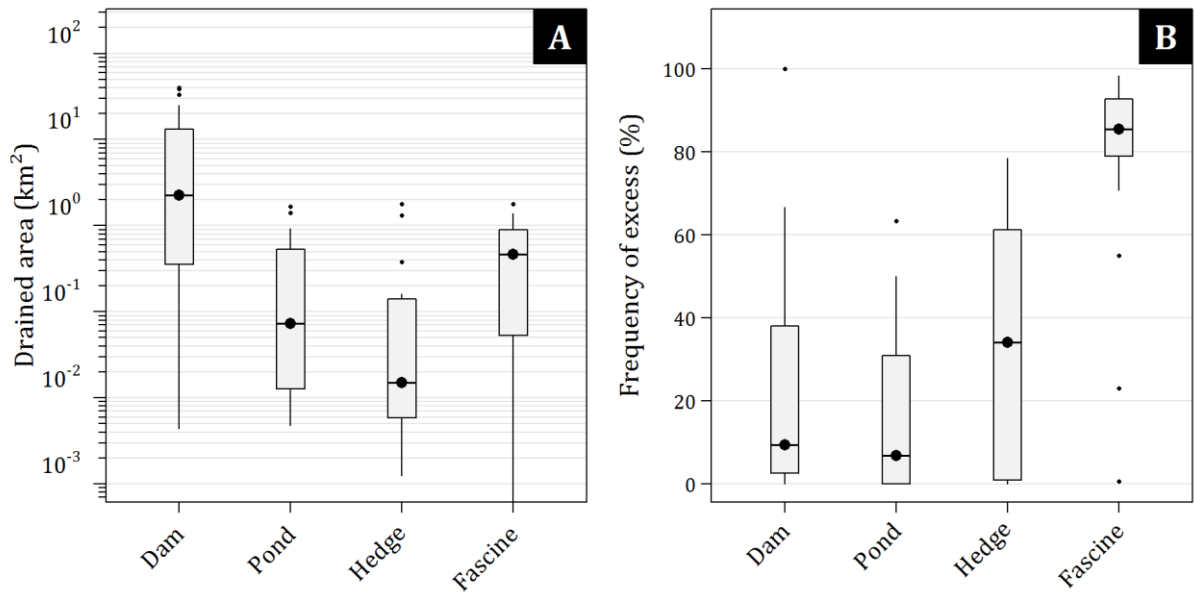 A
Drained area (km²)
10²
10¹
10⁰
10⁻¹
10⁻²
10⁻³
Dam
Pond
Hedge
Fascine
B
Frequency of excess (%)
100
80
60
40
20
0
Dam
Pond
Hedge
Fascine